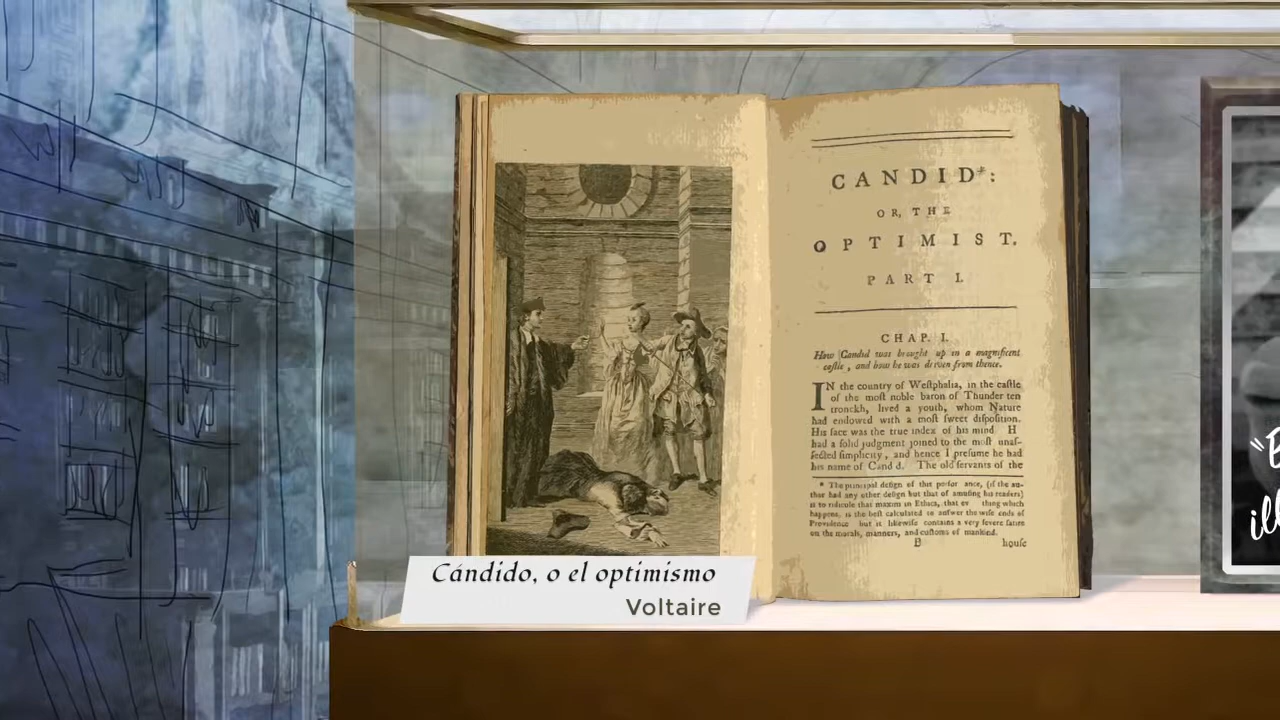 CANDID*:
OR, THE
OPTIMIST.
PART I.
CHAP. I.
How Candid was brought up in a magnificent
castle, and how he was driven from thence.
IN the country of Weſtphalia, in the caſtle
of the moſt noble baron of Thunder ten
tronckh, lived a youth, whom Nature
had endowed with a moſt ſweet diſpoſition.
His face was the true index of his mind. H
had a ſolid judgment joined to the moſt unaf-
fected ſimplicity, and hence I preſume he had
his name of Cand d. The old ſervants of the
* The principal deſign of this perfor ance, (if the au-
thor had any other deſign but that of amuſing his readers)
is to ridicule that maxim in Ethics, that ev thing which
happens, is the beſt calculated to anſwer the wiſe ends of
Providence but it likewiſe contains a very ſevere ſatire
on the morals, manners, and cuſtoms of mankind.
B houſe
Cándido, o el optimismo
Voltaire
"E
ill